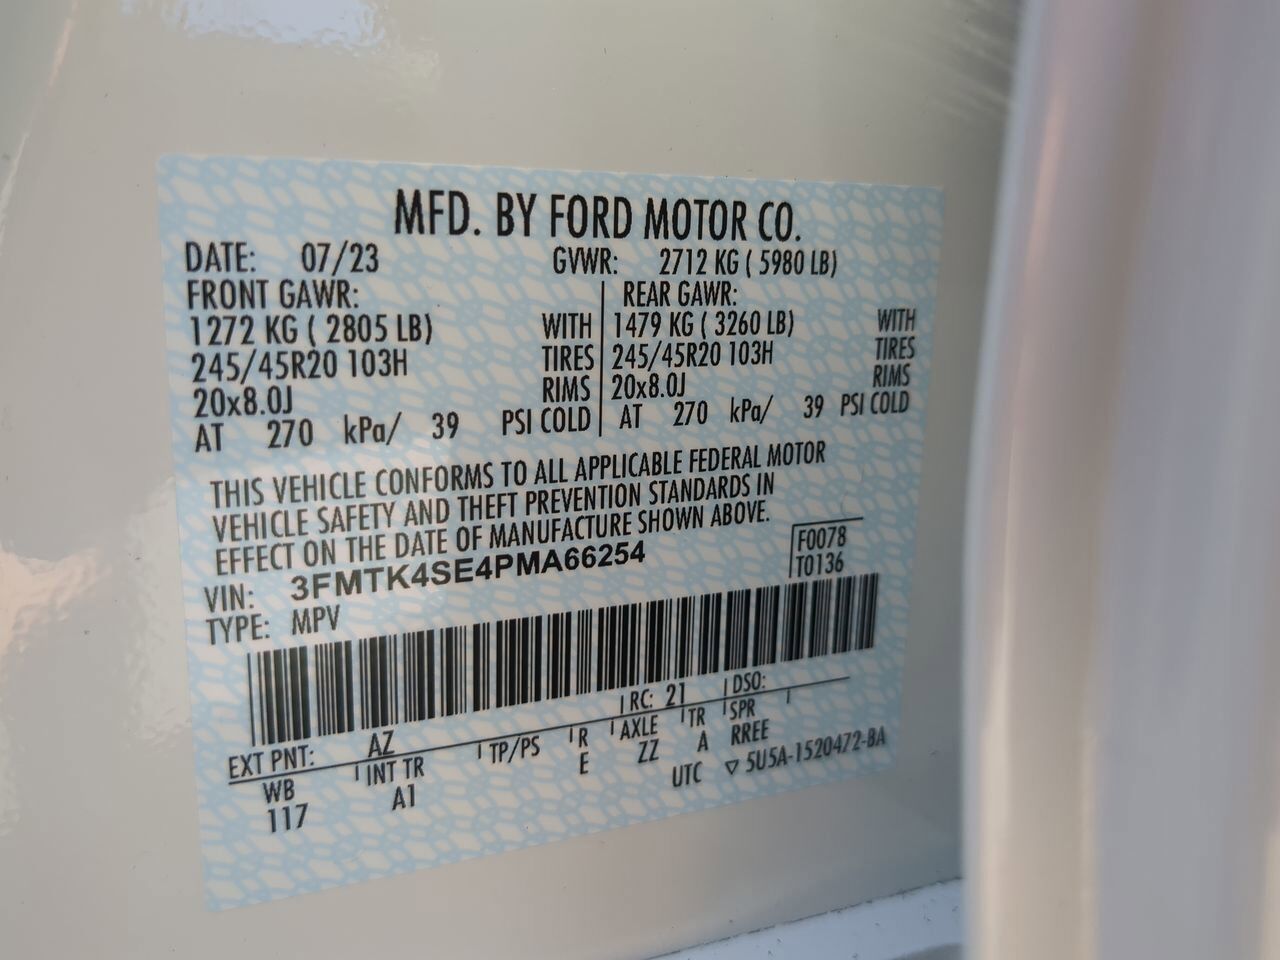 MFD. BY FORD MOTOR CO.
DATE: 07/23 GVWR: 2712 KG ( 5980 LB)
FRONT GAWR: REAR GAWR:
1272 KG ( 2805 LB) WITH 1479 KG ( 3260 LB) WITH
245/45R20 103H TIRES 245/45R20 103H TIRES
20x8.0J RIMS 20x8.0J RIMS
AT 270 kPa/ 39 PSI COLD AT 270 kPa/ 39 PSI COLD
THIS VEHICLE CONFORMS TO ALL APPLICABLE FEDERAL MOTOR
VEHICLE SAFETY AND THEFT PREVENTION STANDARDS IN
EFFECT ON THE DATE OF MANUFACTURE SHOWN ABOVE.
VIN: 3FMTK4SE4PMA66254 F0078
TYPE: MPV T0136
EXT PNT: AZ RC: 21 DSO:
WB INT TR TP/PS R AXLE TR SPR
117 A1 E ZZ A RREE
UTC ▽ 5U5A-1520472-BA